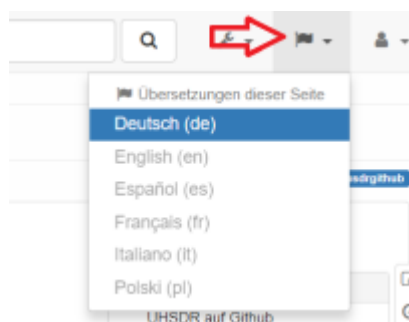 Übersetzungen dieser Seite
Deutsch (de)
English (en)
Español (es)
Français (fr)
Italiano (it)
Polski (pl)
UHSDR auf Github